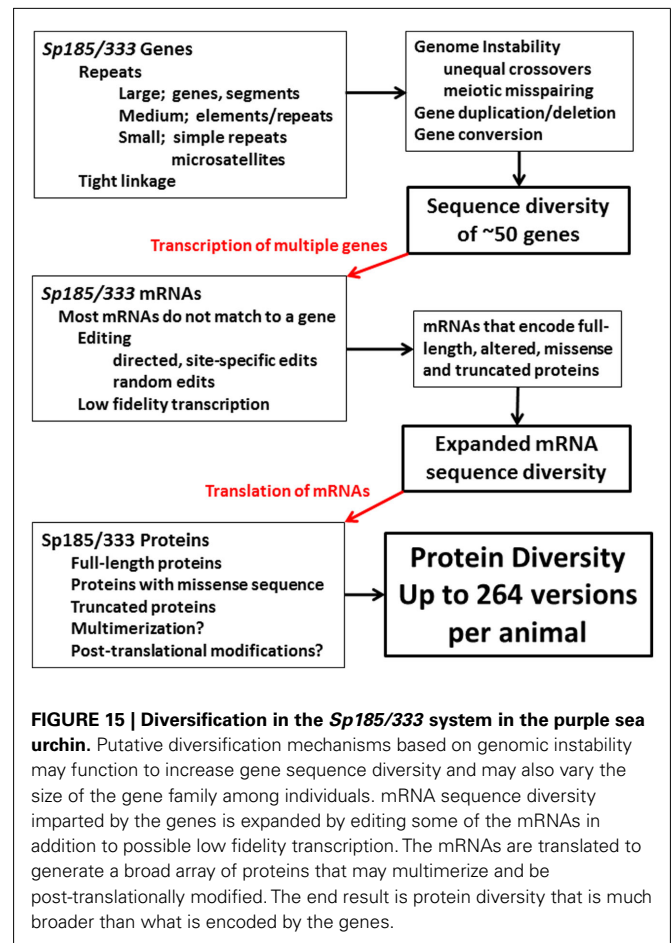 Sp185/333 Genes
Repeats
Large; genes, segments
Medium; elements/repeats
Small; simple repeats
microsatellites
Tight linkage
Genome Instability
unequal crossovers
meiotic misspairing
Gene duplication/deletion
Gene conversion
Sequence diversity
of ~50 genes
Transcription of multiple genes
Sp185/333 mRNAs
Most mRNAs do not match to a gene
Editing
directed, site-specific edits
random edits
Low fidelity transcription
mRNAs that encode full-
length, altered, missense
and truncated proteins
Expanded mRNA
sequence diversity
Translation of mRNAs
Sp185/333 Proteins
Full-length proteins
Proteins with missense sequence
Truncated proteins
Multimerization?
Post-translational modifications?
Protein Diversity
Up to 264 versions
per animal
FIGURE 15 | Diversification in the Sp185/333 system in the purple sea
urchin. Putative diversification mechanisms based on genomic instability
may function to increase gene sequence diversity and may also vary the
size of the gene family among individuals. mRNA sequence diversity
imparted by the genes is expanded by editing some of the mRNAs in
addition to possible low fidelity transcription. The mRNAs are translated to
generate a broad array of proteins that may multimerize and be
post-translationally modified. The end result is protein diversity that is much
broader than what is encoded by the genes.